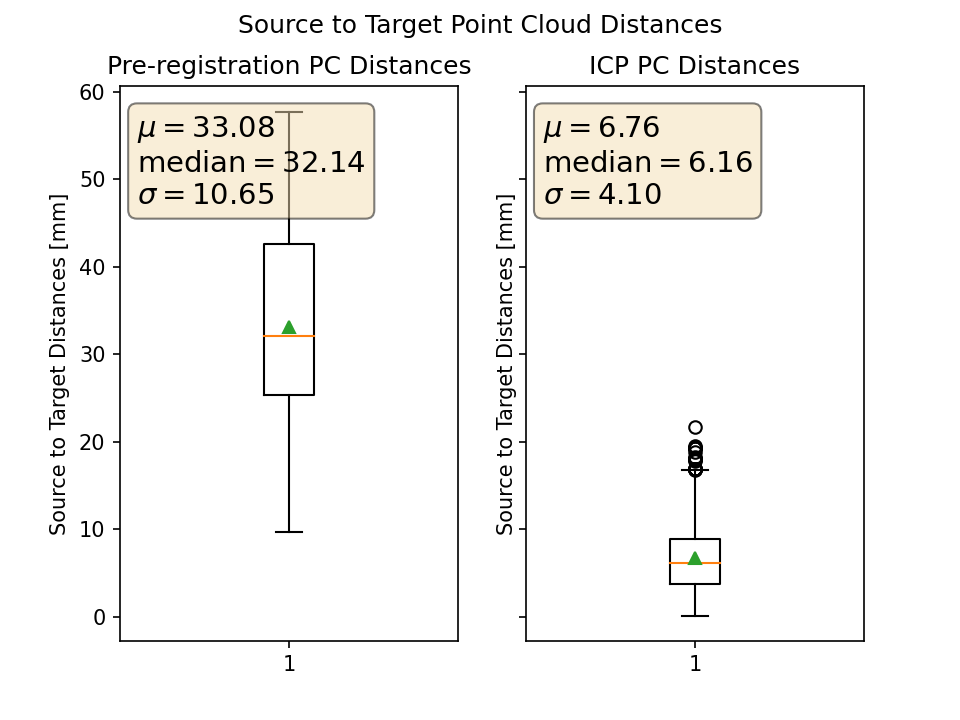 Source to Target Point Cloud Distances
Pre-registration PC Distances
Source to Target Distances [mm]
60
50
40
30
20
10
0
μ = 33.08
median = 32.14
σ = 10.65
1
ICP PC Distances
Source to Target Distances [mm]
μ = 6.76
median = 6.16
σ = 4.10
1